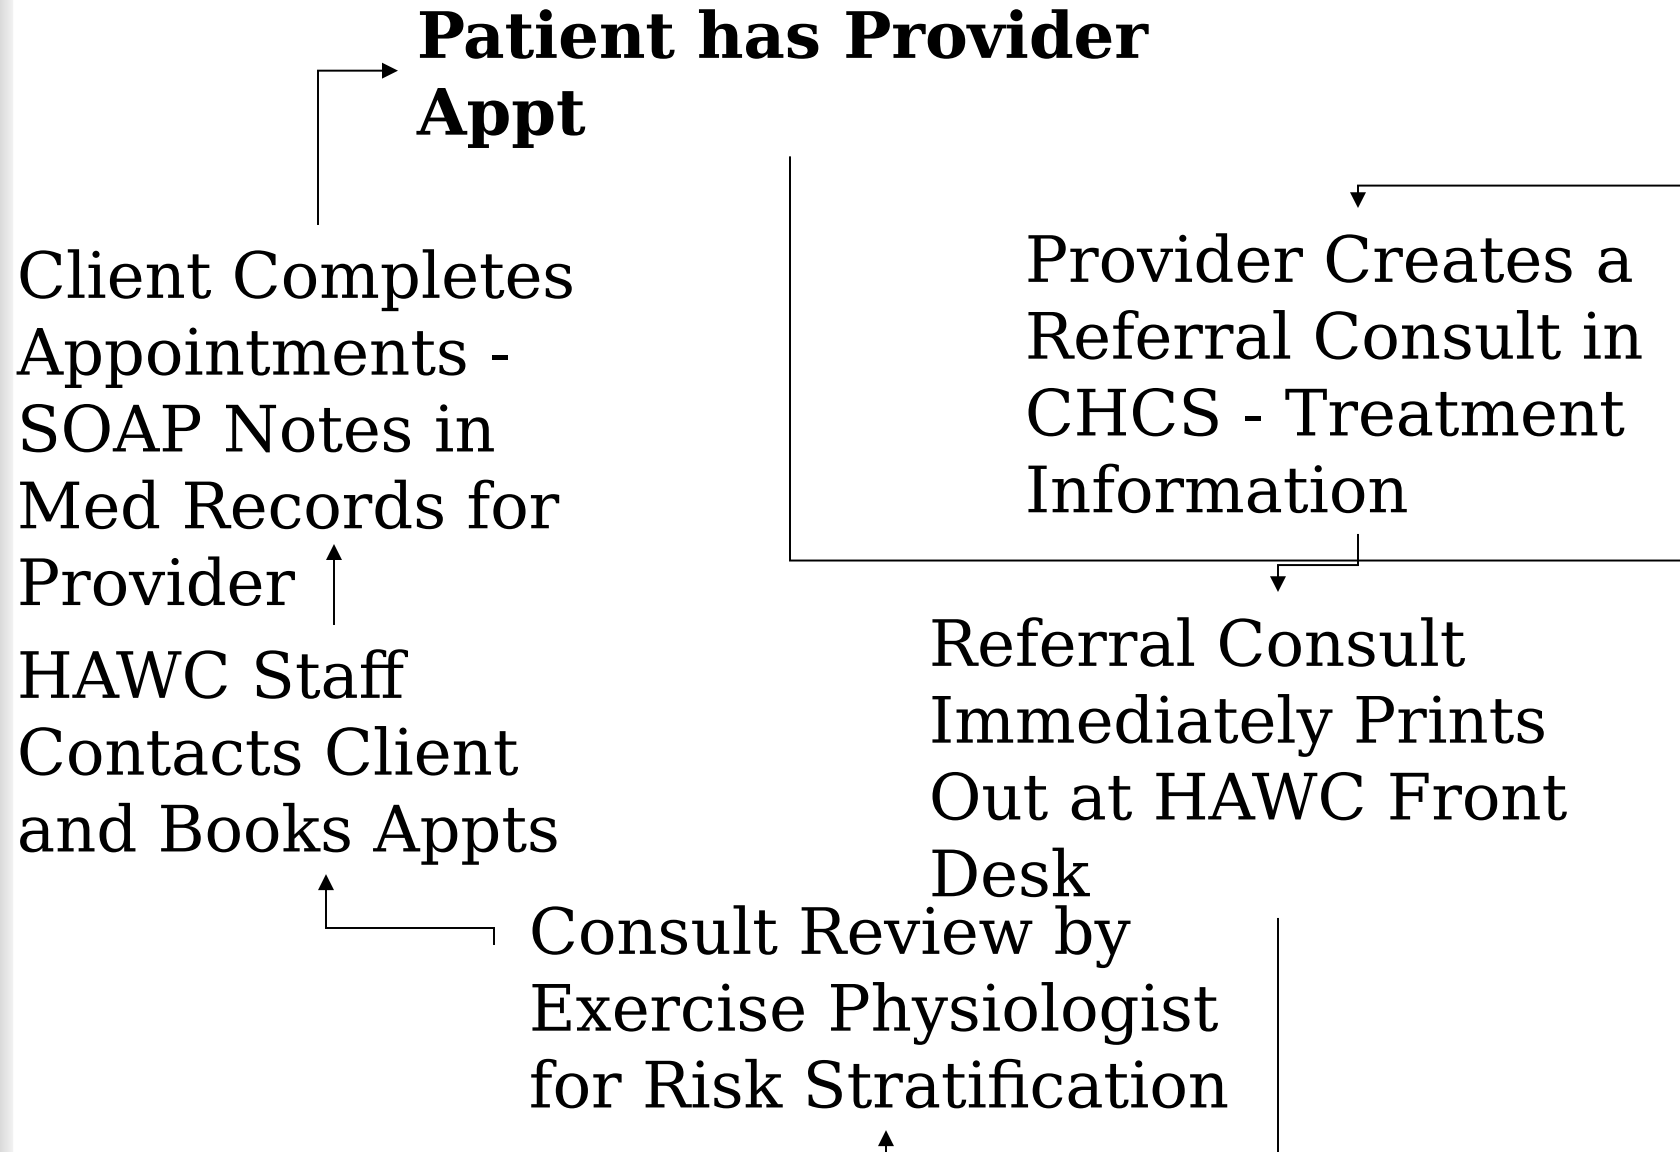 Patient has Provider
Appt
Provider Creates a
Referral Consult in
CHCS - Treatment
Information
Client Completes
Appointments -
SOAP Notes in
Med Records for
Provider
Referral Consult
Immediately Prints
Out at HAWC Front
Desk
HAWC Staff
Contacts Client
and Books Appts
Consult Review by
Exercise Physiologist
for Risk Stratification